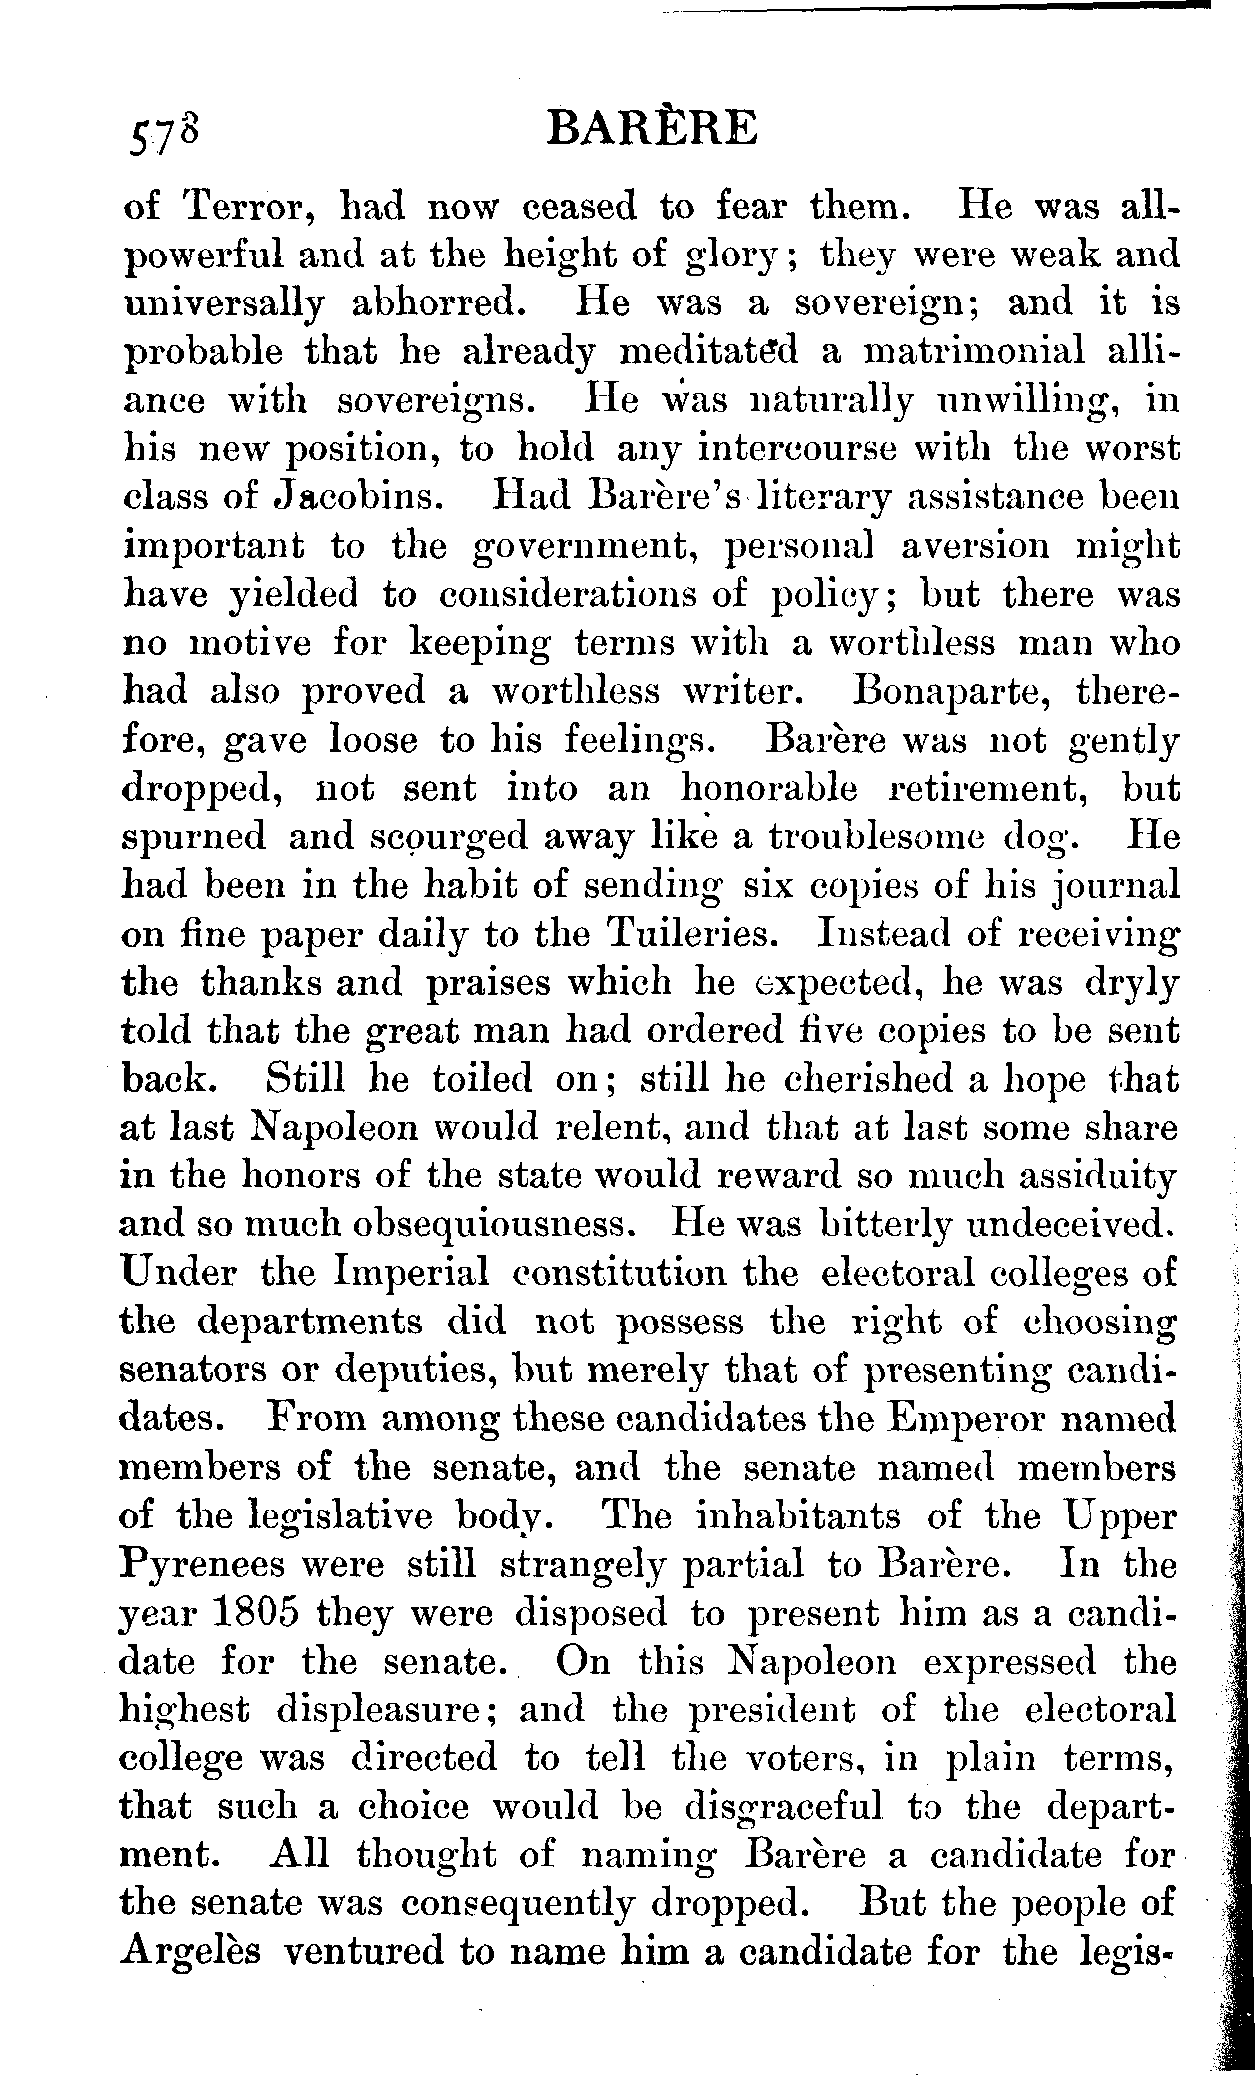 578 BARÈRE
of Terror, had now ceased to fear them. He was all-
powerful and at the height of glory; they were weak and
universally abhorred. He was a sovereign; and it is
probable that he already meditated a matrimonial alli-
ance with sovereigns. He was naturally unwilling, in
his new position, to hold any intercourse with the worst
class of Jacobins. Had Barère's literary assistance been
important to the government, personal aversion might
have yielded to considerations of policy; but there was
no motive for keeping terms with a worthless man who
had also proved a worthless writer. Bonaparte, there-
fore, gave loose to his feelings. Barère was not gently
dropped, not sent into an honorable retirement, but
spurned and scourged away like a troublesome dog. He
had been in the habit of sending six copies of his journal
on fine paper daily to the Tuileries. Instead of receiving
the thanks and praises which he expected, he was dryly
told that the great man had ordered five copies to be sent
back. Still he toiled on; still he cherished a hope that
at last Napoleon would relent, and that at last some share
in the honors of the state would reward so much assiduity
and so much obsequiousness. He was bitterly undeceived.
Under the Imperial constitution the electoral colleges of
the departments did not possess the right of choosing
senators or deputies, but merely that of presenting candi-
dates. From among these candidates the Emperor named
members of the senate, and the senate named members
of the legislative body. The inhabitants of the Upper
Pyrenees were still strangely partial to Barère. In the
year 1805 they were disposed to present him as a candi-
date for the senate. On this Napoleon expressed the
highest displeasure; and the president of the electoral
college was directed to tell the voters, in plain terms,
that such a choice would be disgraceful to the depart-
ment. All thought of naming Barère a candidate for
the senate was consequently dropped. But the people of
Argelès ventured to name him a candidate for the legis-